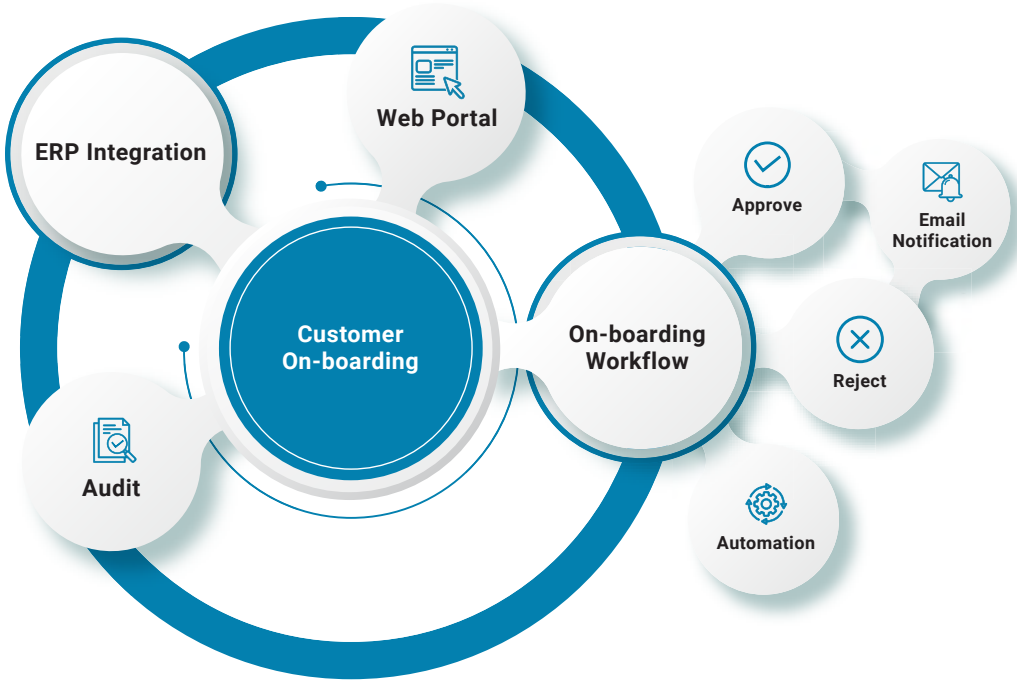 Web Portal
ERP Integration
Approve
Email
Notification
Customer
On-boarding
On-boarding
Workflow
Reject
Audit
Automation